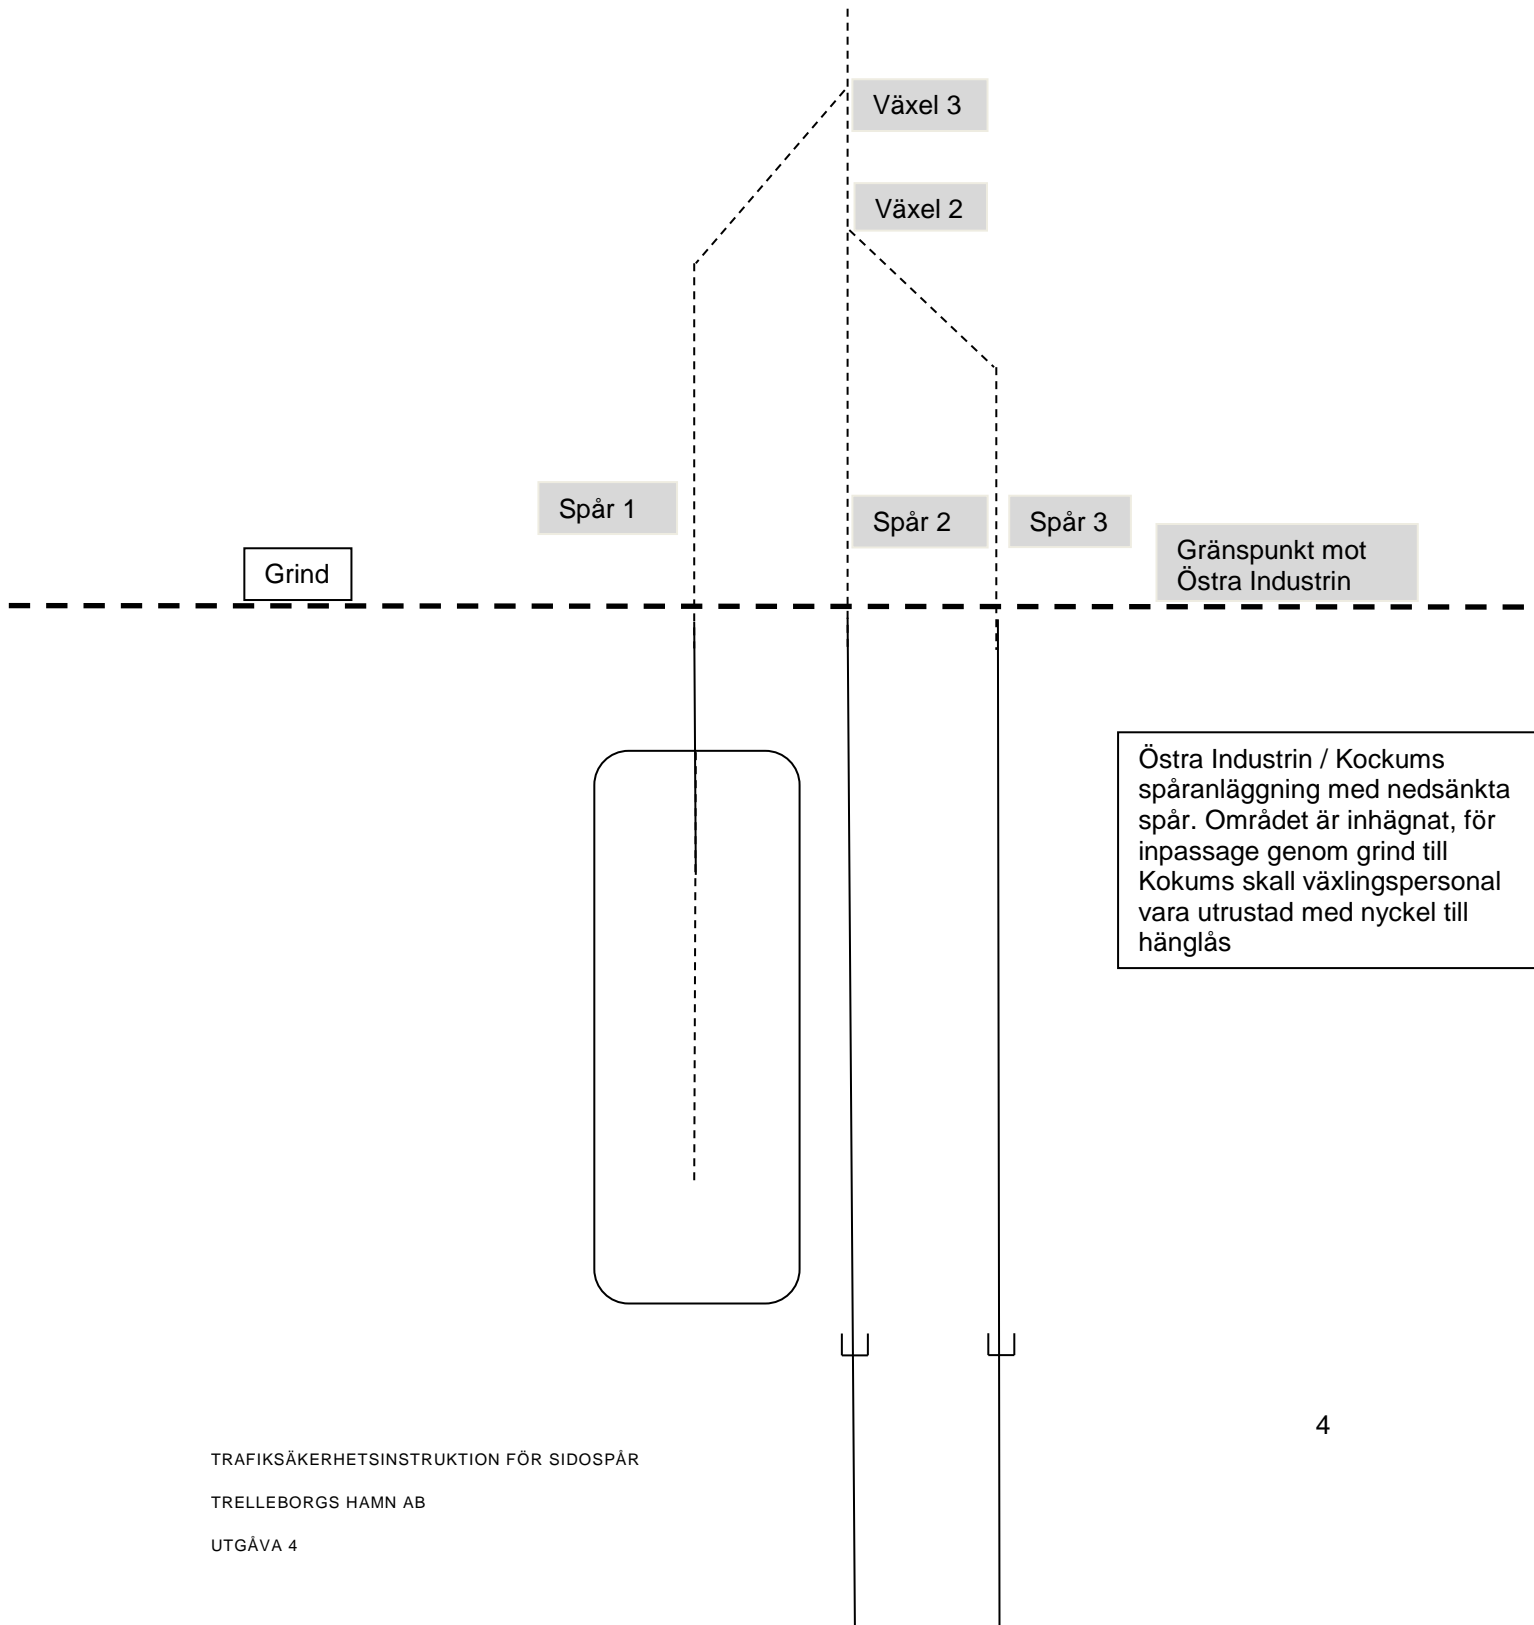 Växel 3
Växel 2
Spår 1
Spår 2
Spår 3
Gränspunkt mot
Östra Industrin
Grind
Östra Industrin / Kockums
spåranläggning med nedsänkta
spår. Området är inhägnat, för
inpassage genom grind till
Kokums skall växlingspersonal
vara utrustad med nyckel till
hänglås
4
TRAFIKSÄKERHETSINSTRUKTION FÖR SIDOSPÅR
TRELLEBORGS HAMN AB
UTGÅVA 4